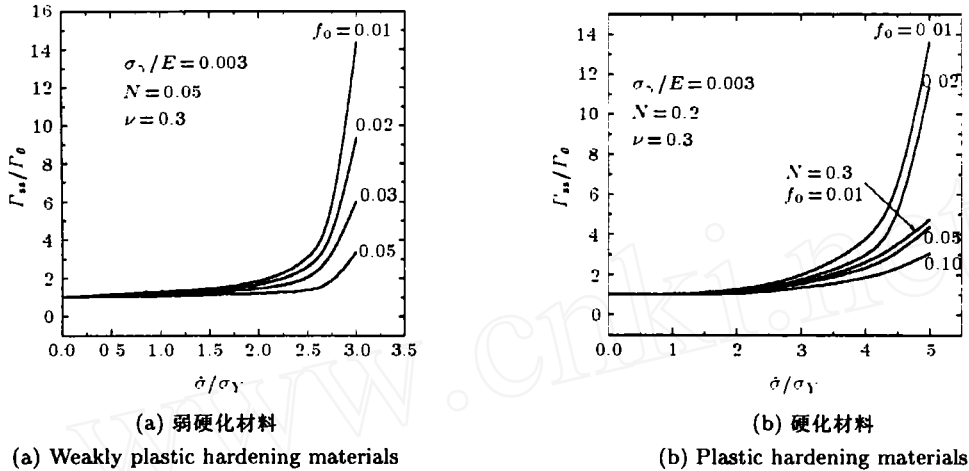 16
14
12
10
8
6
4
2
0
Γss/Γ0
f0 = 0.01
σY/E = 0.003
N = 0.05
ν = 0.3
0.02
0.03
0.05
0.0 0.5 1.0 1.5 2.0 2.5 3.0 3.5
σ̂/σY
(a) 弱硬化材料
(a) Weakly plastic hardening materials
16
14
12
10
8
6
4
2
0
Γss/Γ0
f0 = 0.01
σY/E = 0.003
N = 0.2
ν = 0.3
0.02
N = 0.3
f0 = 0.01
0.05
0.10
0.0 1 2 3 4 5
σ̂/σY
(b) 硬化材料
(b) Plastic hardening materials
www.cnki.net